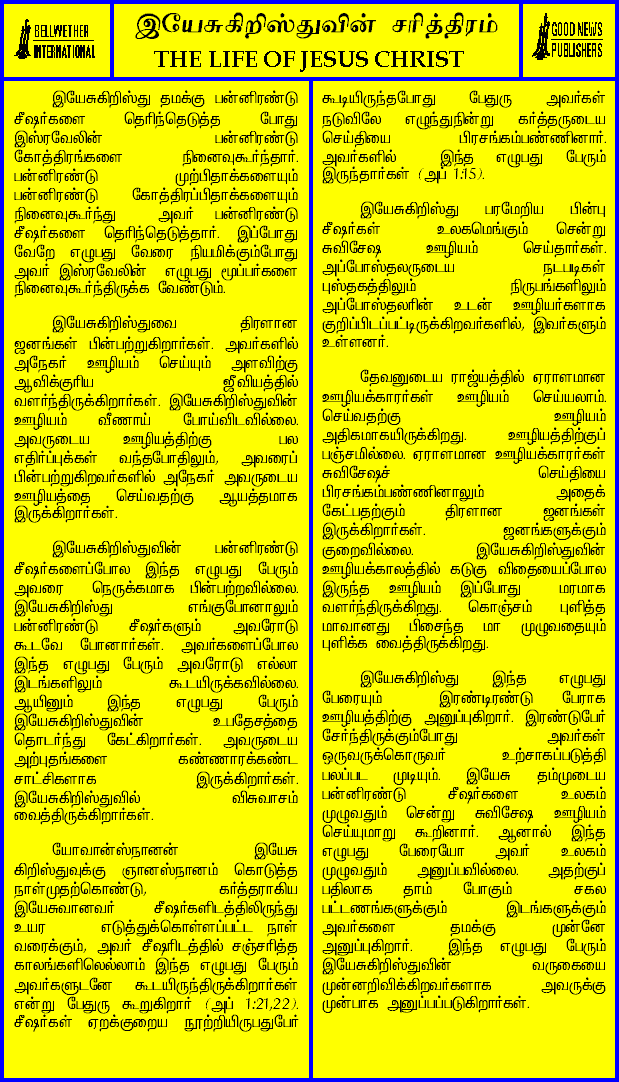 BELLWETHER
INTERNATIONAL
இயேசுகிறிஸ்துவின் சரித்திரம்
THE LIFE OF JESUS CHRIST
GOOD NEWS
PUBLISHERS
இயேசுகிறிஸ்து தமக்கு பன்னிரண்டு
சீஷர்களை தெரிந்தெடுத்த போது
இஸ்ரவேலின் பன்னிரண்டு
கோத்திரங்களை நினைவுகூர்ந்தார்.
பன்னிரண்டு முற்பிதாக்களையும்
பன்னிரண்டு கோத்திரப்பிதாக்களையும்
நினைவுகூர்ந்து அவர் பன்னிரண்டு
சீஷர்களை தெரிந்தெடுத்தார். இப்போது
வேறே எழுபது வேரை நியமிக்கும்போது
அவர் இஸ்ரவேலின் எழுபது மூப்பர்களை
நினைவுகூர்ந்திருக்க வேண்டும்.
இயேசுகிறிஸ்துவை திரளான
ஜனங்கள் பின்பற்றுகிறார்கள். அவர்களில்
அநேகர் ஊழியம் செய்யும் அளவிற்கு
ஆவிக்குரிய ஜீவியத்தில்
வளர்ந்திருக்கிறார்கள். இயேசுகிறிஸ்துவின்
ஊழியம் வீணாய் போய்விடவில்லை.
அவருடைய ஊழியத்திற்கு பல
எதிர்ப்புக்கள் வந்தபோதிலும், அவரைப்
பின்பற்றுகிறவர்களில் அநேகர் அவருடைய
ஊழியத்தை செய்வதற்கு ஆயத்தமாக
இருக்கிறார்கள்.
இயேசுகிறிஸ்துவின் பன்னிரண்டு
சீஷர்களைப்போல இந்த எழுபது பேரும்
அவரை நெருக்கமாக பின்பற்றவில்லை.
இயேசுகிறிஸ்து எங்குபோனாலும்
பன்னிரண்டு சீஷர்களும் அவரோடு
கூடவே போனார்கள். அவர்களைப்போல
இந்த எழுபது பேரும் அவரோடு எல்லா
இடங்களிலும் கூடயிருக்கவில்லை.
ஆயினும் இந்த எழுபது பேரும்
இயேசுகிறிஸ்துவின் உபதேசத்தை
தொடர்ந்து கேட்கிறார்கள். அவருடைய
அற்புதங்களை கண்ணாரக்கண்ட
சாட்சிகளாக இருக்கிறார்கள்.
இயேசுகிறிஸ்துவில் விசுவாசம்
வைத்திருக்கிறார்கள்.
யோவான்ஸ்நானன் இயேசு
கிறிஸ்துவுக்கு ஞானஸ்நானம் கொடுத்த
நாள்முதற்கொண்டு, கர்த்தராகிய
இயேசுவானவர் சீஷர்களிடத்திலிருந்து
உயர எடுத்துக்கொள்ளப்பட்ட நாள்
வரைக்கும், அவர் சீஷரிடத்தில் சஞ்சரித்த
காலங்களிலெல்லாம் இந்த எழுபது பேரும்
அவர்களுடனே கூடயிருந்திருக்கிறார்கள்
என்று பேதுரு கூறுகிறார் (அப் 1:21,22).
சீஷர்கள் ஏறக்குறைய நூற்றியிருபதுபேர்
கூடியிருந்தபோது பேதுரு அவர்கள்
நடுவிலே எழுந்துநின்று கர்த்தருடைய
செய்தியை பிரசங்கம்பண்ணினார்.
அவர்களில் இந்த எழுபது பேரும்
இருந்தார்கள் (அப் 1:15).
இயேசுகிறிஸ்து பரமேறிய பின்பு
சீஷர்கள் உலகமெங்கும் சென்று
சுவிசேஷ ஊழியம் செய்தார்கள்.
அப்போஸ்தலருடைய நடபடிகள்
புஸ்தகத்திலும் நிருபங்களிலும்
அப்போஸ்தலரின் உடன் ஊழியர்களாக
குறிப்பிடப்பட்டிருக்கிறவர்களில், இவர்களும்
உள்ளனர்.
தேவனுடைய ராஜ்யத்தில் ஏராளமான
ஊழியக்காரர்கள் ஊழியம் செய்யலாம்.
செய்வதற்கு ஊழியம்
அதிகமாகயிருக்கிறது. ஊழியத்திற்குப்
பஞ்சமில்லை. ஏராளமான ஊழியக்காரர்கள்
சுவிசேஷச் செய்தியை
பிரசங்கம்பண்ணினாலும் அதைக்
கேட்பதற்கும் திரளான ஜனங்கள்
இருக்கிறார்கள். ஜனங்களுக்கும்
குறைவில்லை. இயேசுகிறிஸ்துவின்
ஊழியக்காலத்தில் கடுகு விதையைப்போல
இருந்த ஊழியம் இப்போது மரமாக
வளர்ந்திருக்கிறது. கொஞ்சம் புளித்த
மாவானது பிசைந்த மா முழுவதையும்
புளிக்க வைத்திருக்கிறது.
இயேசுகிறிஸ்து இந்த எழுபது
பேரையும் இரண்டிரண்டு பேராக
ஊழியத்திற்கு அனுப்புகிறார். இரண்டுபேர்
சேர்ந்திருக்கும்போது அவர்கள்
ஒருவருக்கொருவர் உற்சாகப்படுத்தி
பலப்பட முடியும். இயேசு தம்முடைய
பன்னிரண்டு சீஷர்களை உலகம்
முழுவதும் சென்று சுவிசேஷ ஊழியம்
செய்யுமாறு கூறினார். ஆனால் இந்த
எழுபது பேரையோ அவர் உலகம்
முழுவதும் அனுப்பவில்லை. அதற்குப்
பதிலாக தாம் போகும் சகல
பட்டணங்களுக்கும் இடங்களுக்கும்
அவர்களை தமக்கு முன்னே
அனுப்புகிறார். இந்த எழுபது பேரும்
இயேசுகிறிஸ்துவின் வருகையை
முன்னறிவிக்கிறவர்களாக அவருக்கு
முன்பாக அனுப்பப்படுகிறார்கள்.